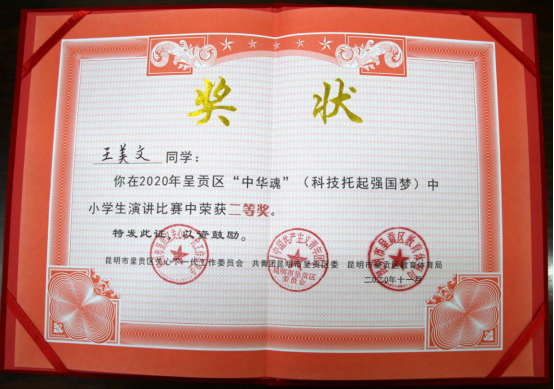 奖 状
王美文 同学：
你在2020年呈贡区“中华魂”（科技托起强国梦）中
小学生演讲比赛中荣获二等奖。
特发此证，以资鼓励。
昆明市呈贡区关心下一代工作委员会 共青团昆明市呈贡区委 昆明市呈贡区教育体育局
二〇二〇年十一月